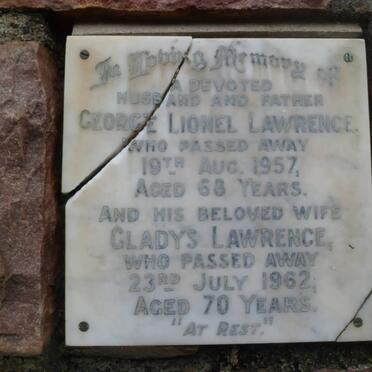 In Loving Memory of
A DEVOTED
HUSBAND AND FATHER
GEORGE LIONEL LAWRENCE.
WHO PASSED AWAY
19TH AUG. 1957,
AGED 68 YEARS.
AND HIS BELOVED WIFE
GLADYS LAWRENCE,
WHO PASSED AWAY
23RD JULY 1962,
AGED 70 YEARS.
"AT REST."